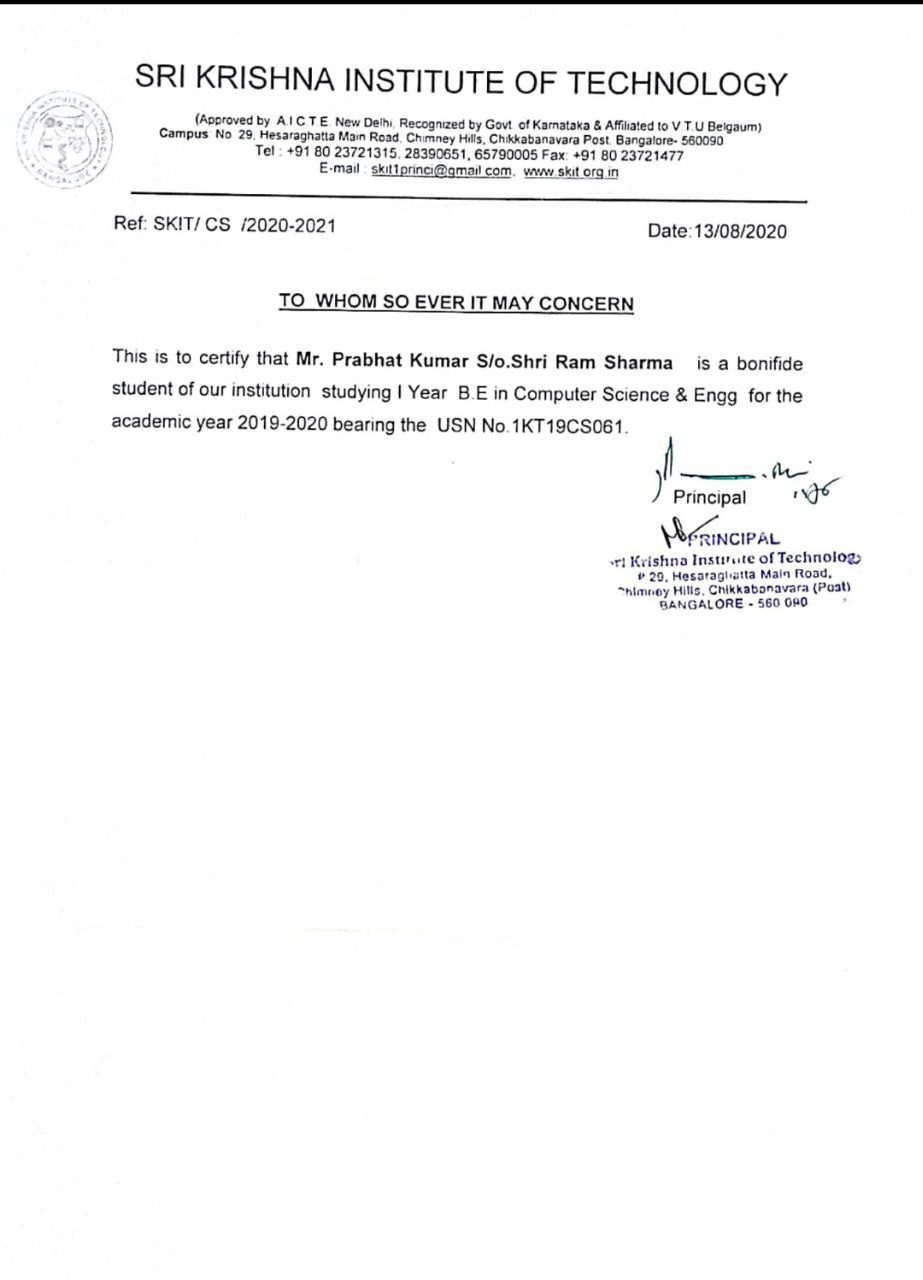 SRI KRISHNA INSTITUTE OF TECHNOLOGY
(Approved by A.I C T E. New Delhi, Recognized by Govt. of Karnataka & Affiliated to V.T.U Belgaum)
Campus: No 29, Hesaraghatta Main Road, Chimney Hills, Chikkabanavara Post, Bangalore- 560090
Tel : +91 80 23721315, 28390651, 65790005 Fax: +91 80 23721477
E-mail : skit1princi@gmail.com, www.skit.org.in
Ref: SKIT/ CS /2020-2021
Date:13/08/2020
TO WHOM SO EVER IT MAY CONCERN
This is to certify that Mr. Prabhat Kumar S/o.Shri Ram Sharma is a bonifide
student of our institution studying I Year B.E in Computer Science & Engg for the
academic year 2019-2020 bearing the USN No.1KT19CS061.
Principal
PRINCIPAL
Sri Krishna Institute of Technology
# 29, Hesaraghatta Main Road,
Chimney Hills, Chikkabanavara (Post)
BANGALORE - 560 090